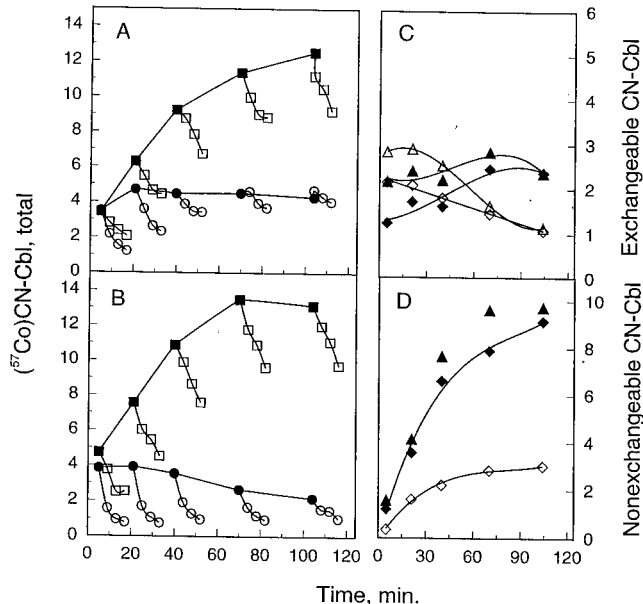 A
14
12
10
8
6
4
2
0
B
14
12
10
8
6
4
2
0
(⁵⁷Co)CN-Cbl, total
0 20 40 60 80 100 120
C
6
5
4
3
2
1
0
Exchangeable CN-Cbl
D
10
8
6
4
2
0
Nonexchangeable CN-Cbl
0 30 60 90 120
Time, min.